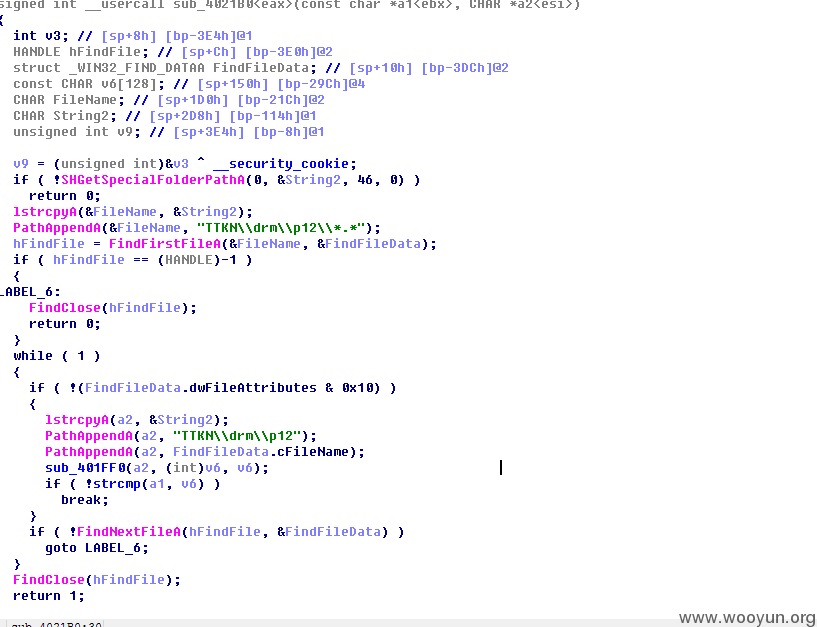 signed int __usercall sub_4021B0<eax>(const char *a1<ebx>, CHAR *a2<esi>)
{
int v3; // [sp+8h] [bp-3E4h]@1
HANDLE hFindFile; // [sp+Ch] [bp-3E0h]@2
struct _WIN32_FIND_DATAA FindFileData; // [sp+10h] [bp-3DCh]@2
const CHAR v6[128]; // [sp+150h] [bp-29Ch]@4
CHAR FileName; // [sp+1D0h] [bp-21Ch]@2
CHAR String2; // [sp+2D8h] [bp-114h]@1
unsigned int v9; // [sp+3E4h] [bp-8h]@1
v9 = (unsigned int)&v3 ^ __security_cookie;
if ( !SHGetSpecialFolderPathA(0, &String2, 46, 0) )
return 0;
lstrcpyA(&FileName, &String2);
PathAppendA(&FileName, "TTKN\\drm\\p12\\*.*");
hFindFile = FindFirstFileA(&FileName, &FindFileData);
if ( hFindFile == (HANDLE)-1 )
{
LABEL_6:
FindClose(hFindFile);
return 0;
}
while ( 1 )
{
if ( !(FindFileData.dwFileAttributes & 0x10) )
{
lstrcpyA(a2, &String2);
PathAppendA(a2, "TTKN\\drm\\p12");
PathAppendA(a2, FindFileData.cFileName);
sub_401FF0(a2, (int)v6, v6);
if ( !strcmp(a1, v6) )
break;
}
if ( !FindNextFileA(hFindFile, &FindFileData) )
goto LABEL_6;
}
FindClose(hFindFile);
return 1;
sub_4021B0:30
www.wooyun.org